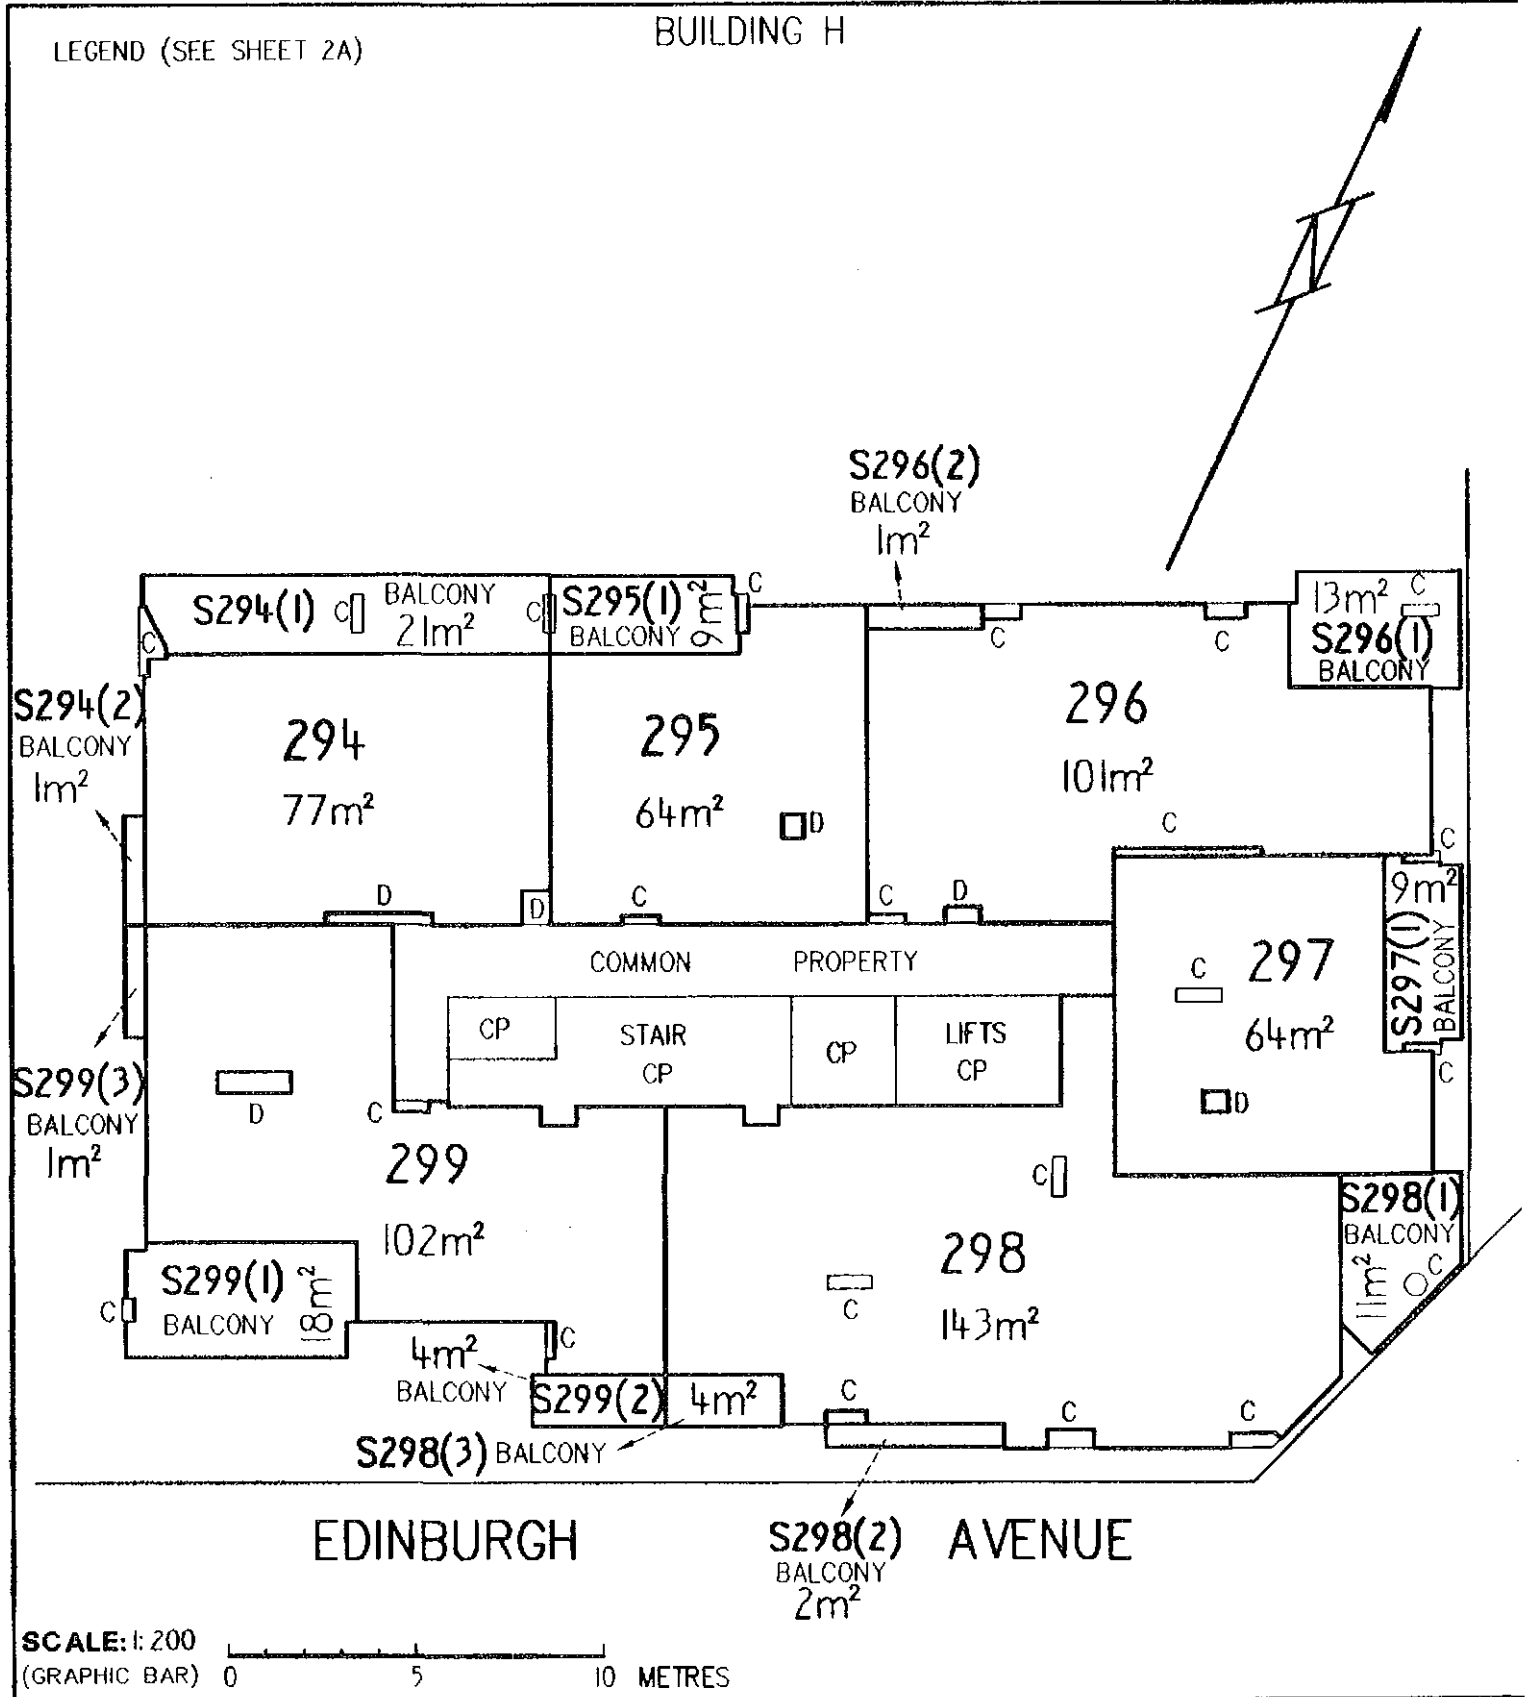 BUILDING H
LEGEND (SEE SHEET 2A)
S296(2)
BALCONY
1m²
S294(1)
C
BALCONY
21m²
C
S295(1)
BALCONY
9m²
C
C
C
C
13m²
C
S296(1)
BALCONY
S294(2)
BALCONY
1m²
294
77m²
295
64m²
D
296
101m²
C
C
D
D
C
C
D
9m²
S297(1)
BALCONY
C
COMMON PROPERTY
C
297
64m²
D
CP
STAIR
CP
CP
LIFTS
CP
S299(3)
BALCONY
1m²
D
C
299
102m²
C
298
143m²
C
S298(1)
BALCONY
11m²
C
C
S299(1)
BALCONY
18m²
C
4m²
BALCONY
S299(2)
4m²
S298(3) BALCONY
C
C
C
S298(2)
BALCONY
2m²
EDINBURGH AVENUE
SCALE: 1:200
(GRAPHIC BAR) 0 5 10 METRES